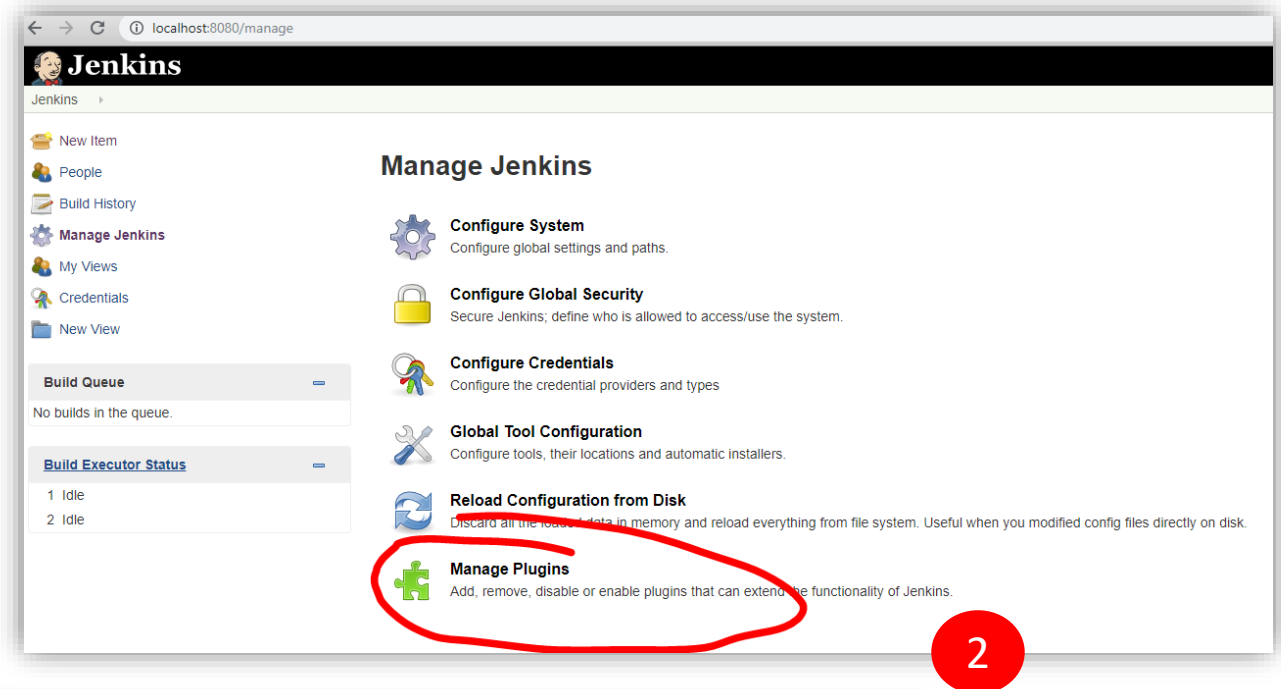 localhost:8080/manage
Jenkins
Jenkins
New Item
People
Build History
Manage Jenkins
My Views
Credentials
New View
Build Queue
No builds in the queue.
Build Executor Status
1 Idle
2 Idle
Manage Jenkins
Configure System
Configure global settings and paths.
Configure Global Security
Secure Jenkins; define who is allowed to access/use the system.
Configure Credentials
Configure the credential providers and types
Global Tool Configuration
Configure tools, their locations and automatic installers.
Reload Configuration from Disk
Discard all the loaded data in memory and reload everything from file system. Useful when you modified config files directly on disk.
Manage Plugins
Add, remove, disable or enable plugins that can extend the functionality of Jenkins.
2